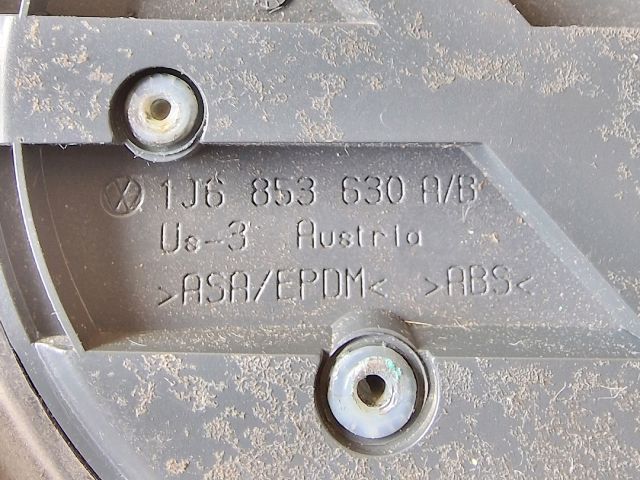 1J6 853 630 A/B
Us-3 Austria
>ASA/EPDM< >ABS<